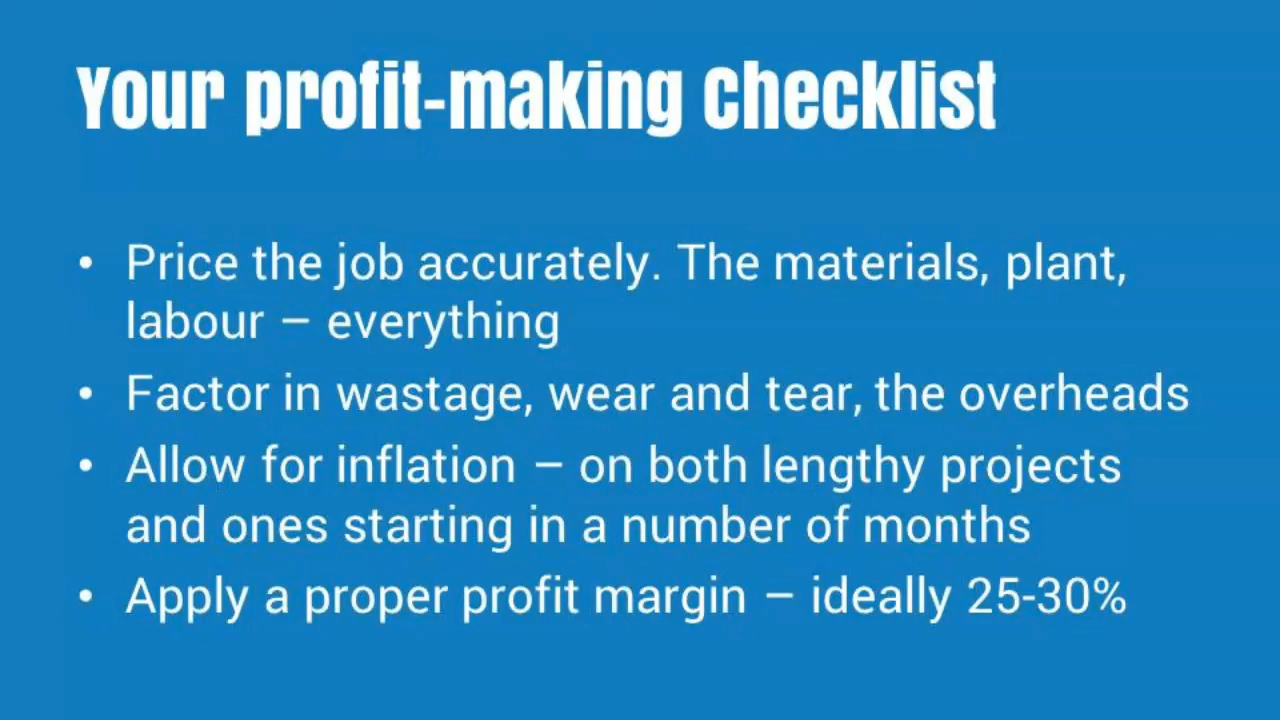 Your profit-making checklist
• Price the job accurately. The materials, plant,
labour – everything
• Factor in wastage, wear and tear, the overheads
• Allow for inflation – on both lengthy projects
and ones starting in a number of months
• Apply a proper profit margin – ideally 25-30%